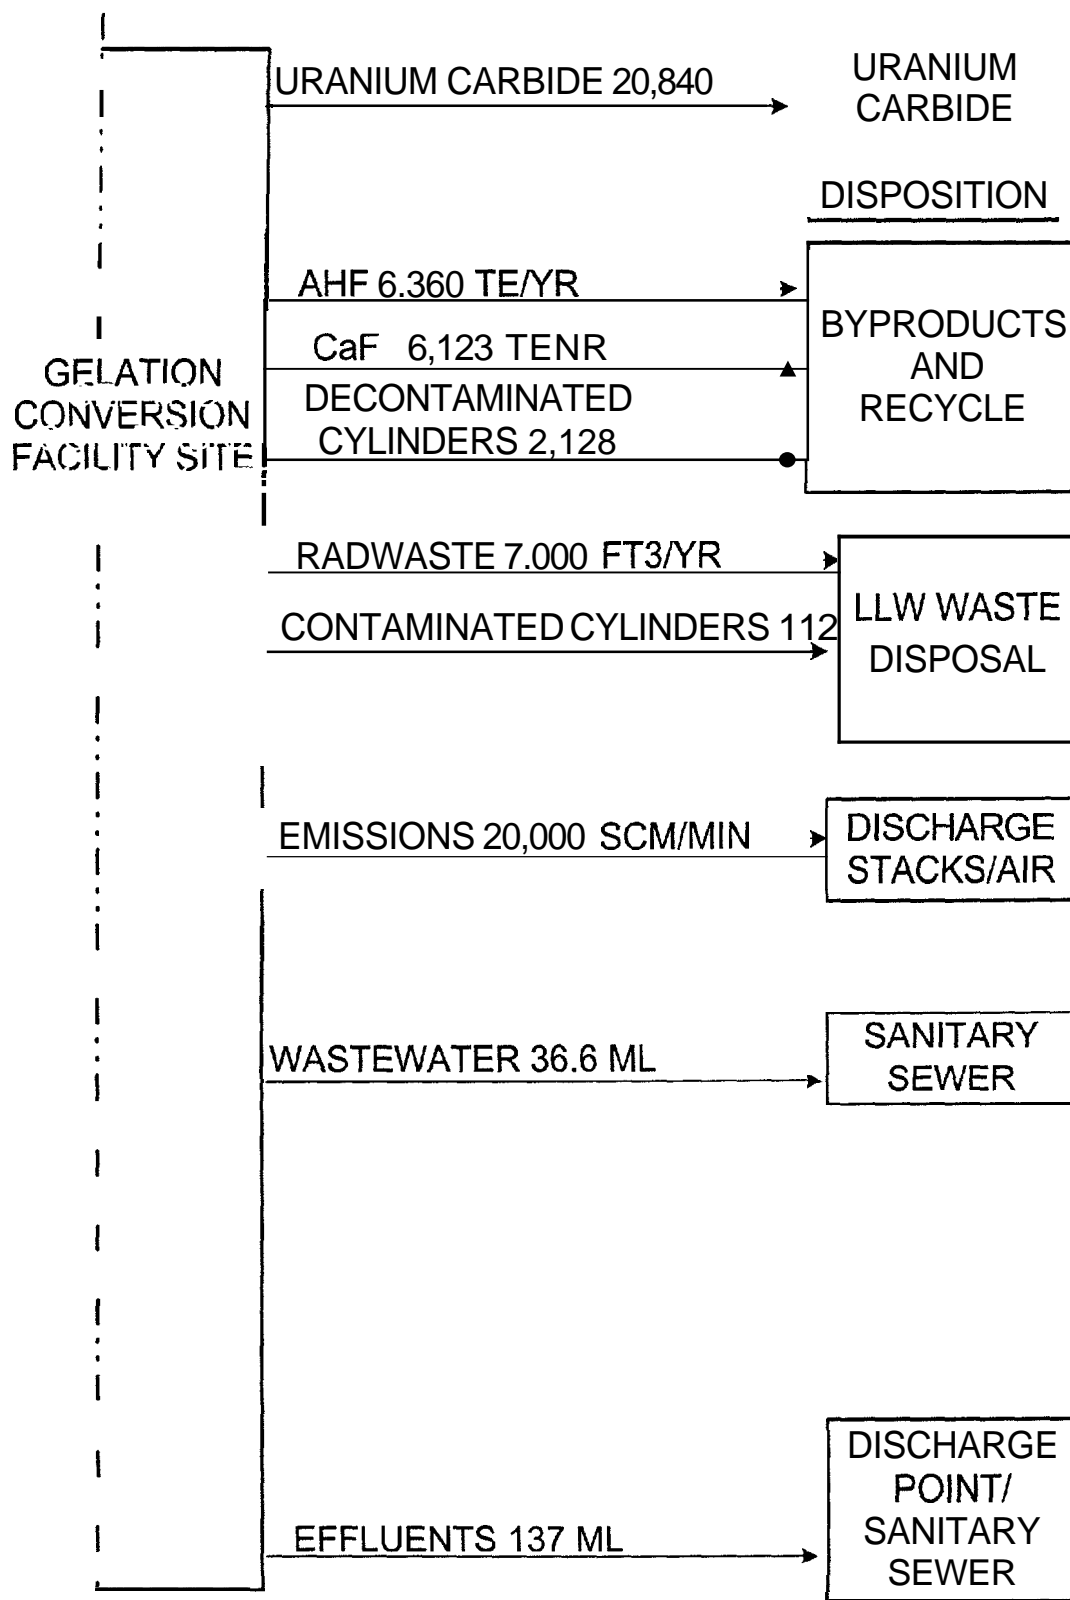 URANIUM CARBIDE 20,840
URANIUM
CARBIDE
DISPOSITION
AHF 6.360 TE/YR
CaF 6,123 TENR
DECONTAMINATED
CYLINDERS 2,128
BYPRODUCTS
AND
RECYCLE
GELATION
CONVERSION
FACILITY SITE
RADWASTE 7.000 FT3/YR
CONTAMINATED CYLINDERS 112
LLW WASTE
DISPOSAL
EMISSIONS 20,000 SCM/MIN
DISCHARGE
STACKS/AIR
WASTEWATER 36.6 ML
SANITARY
SEWER
EFFLUENTS 137 ML
DISCHARGE
POINT/
SANITARY
SEWER